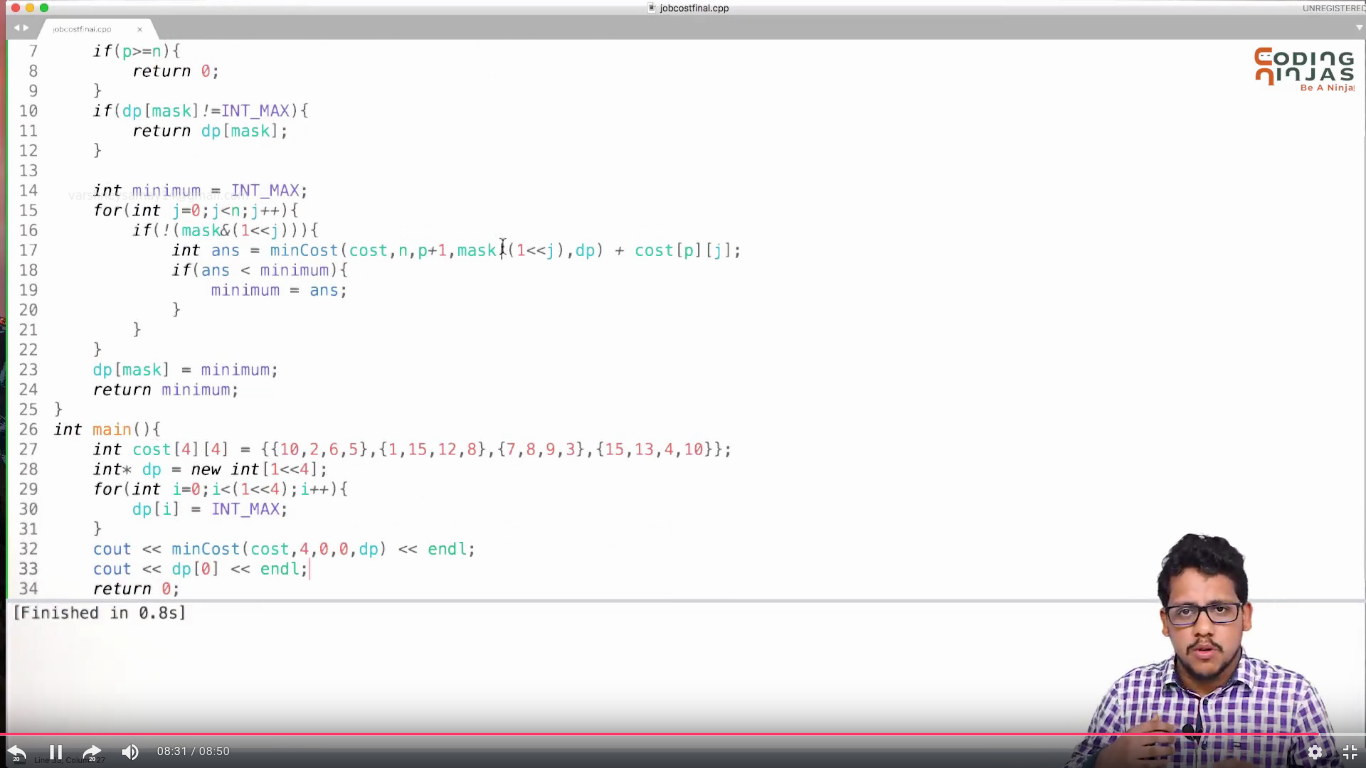 jobcostfinal.cpp
UNREGISTERED
jobcostfinal.cpp ×
CODING NINJAS
Be A Ninja
7 if(p>=n){
8 return 0;
9 }
10 if(dp[mask]!=INT_MAX){
11 return dp[mask];
12 }
13
14 int minimum = INT_MAX;
15 for(int j=0;j<n;j++){
16 if(!(mask&(1<<j))){
17 int ans = minCost(cost,n,p+1,mask|(1<<j),dp) + cost[p][j];
18 if(ans < minimum){
19 minimum = ans;
20 }
21 }
22 }
23 dp[mask] = minimum;
24 return minimum;
25 }
26 int main(){
27 int cost[4][4] = {{10,2,6,5},{1,15,12,8},{7,8,9,3},{15,13,4,10}};
28 int* dp = new int[1<<4];
29 for(int i=0;i<(1<<4);i++){
30 dp[i] = INT_MAX;
31 }
32 cout << minCost(cost,4,0,0,dp) << endl;
33 cout << dp[0] << endl;
34 return 0;
[Finished in 0.8s]
20 20 08:31 / 08:50